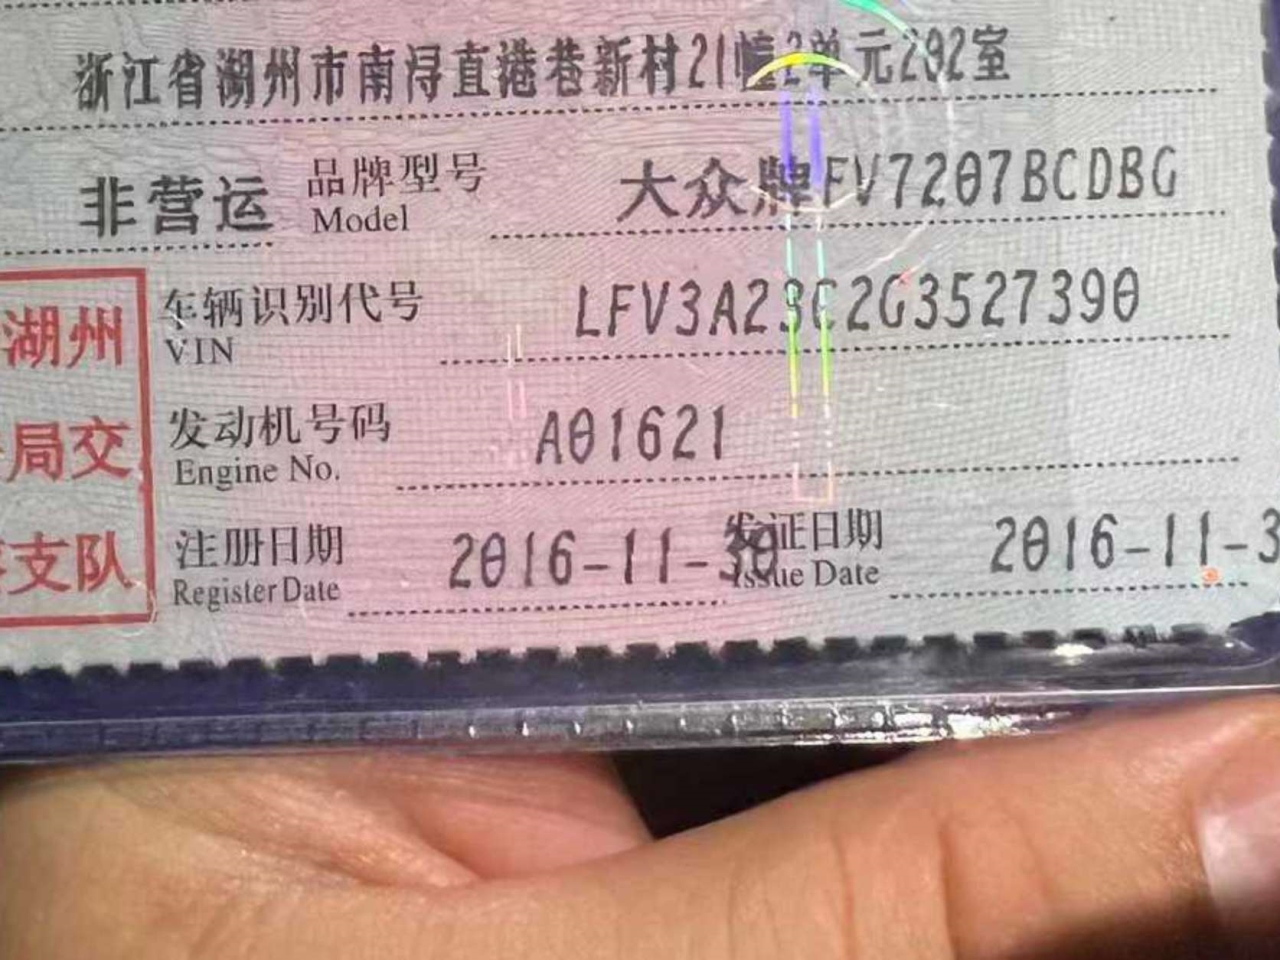 浙江省湖州市南浔直港巷新村21幢2单元202室
非营运 品牌型号 大众牌FV7207BCDBG
Model
车辆识别代号 LFV3A23C2G3527390
VIN
湖州
发动机号码 A01621
Engine No.
局交
注册日期 2016-11-30 发证日期 2016-11-3
Register Date Issue Date
支队